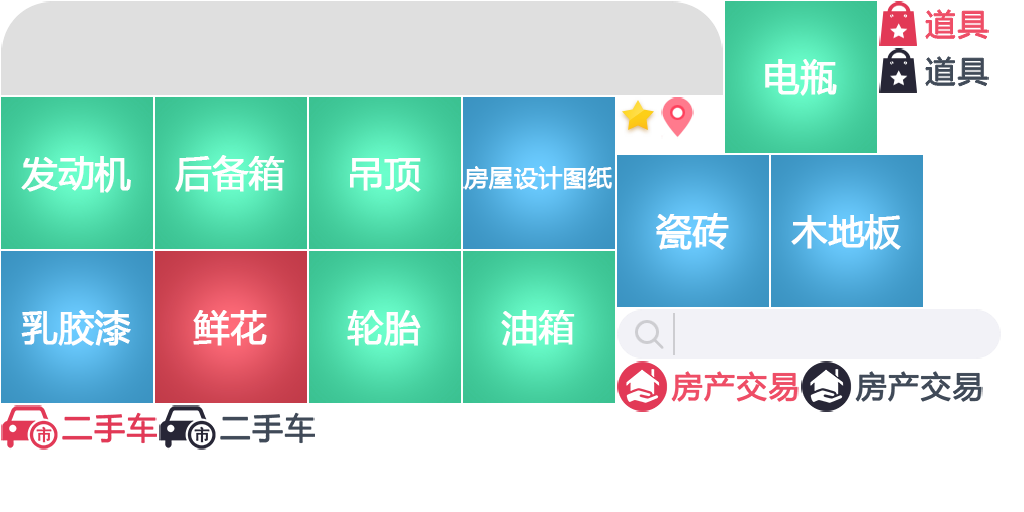 电瓶
道具
道具
发动机
后备箱
吊顶
房屋设计图纸
瓷砖
木地板
乳胶漆
鲜花
轮胎
油箱
房产交易
房产交易
市
二手车
市
二手车